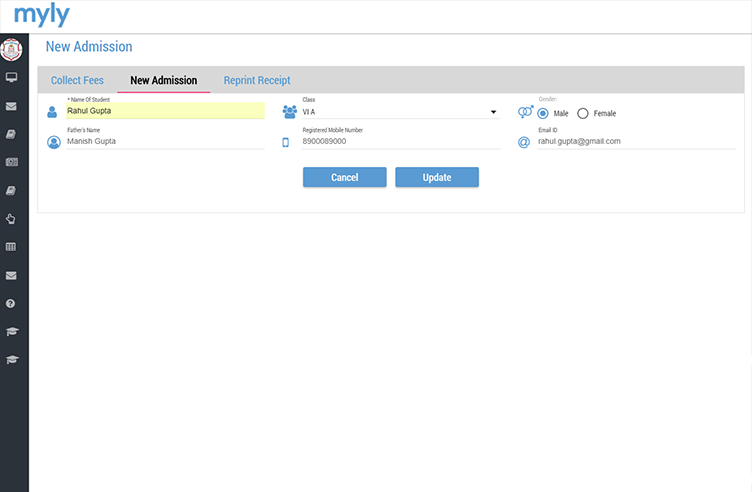 myly
New Admission
Collect Fees New Admission Reprint Receipt
* Name Of Student Class Gender:
Rahul Gupta VI A Male Female
Father's Name Registered Mobile Number Email ID
Manish Gupta 8900089000 rahul.gupta@gmail.com
Cancel Update